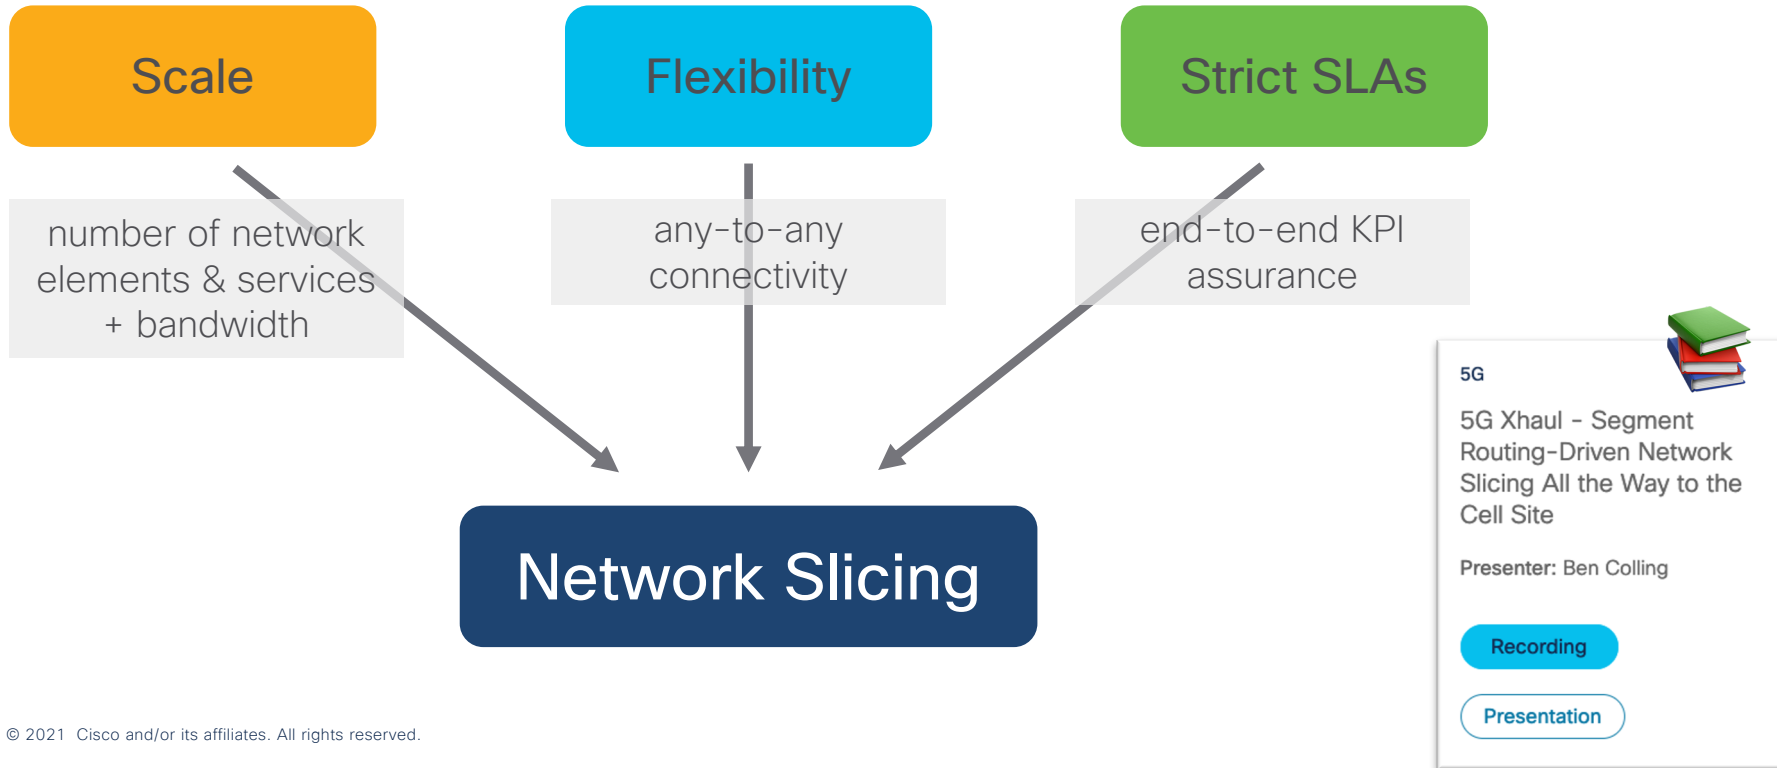 Scale
Flexibility
Strict SLAs
number of network
elements & services
+ bandwidth
any-to-any
connectivity
end-to-end KPI
assurance
Network Slicing
5G
5G Xhaul - Segment
Routing-Driven Network
Slicing All the Way to the
Cell Site
Presenter: Ben Colling
Recording
Presentation
© 2021 Cisco and/or its affiliates. All rights reserved.